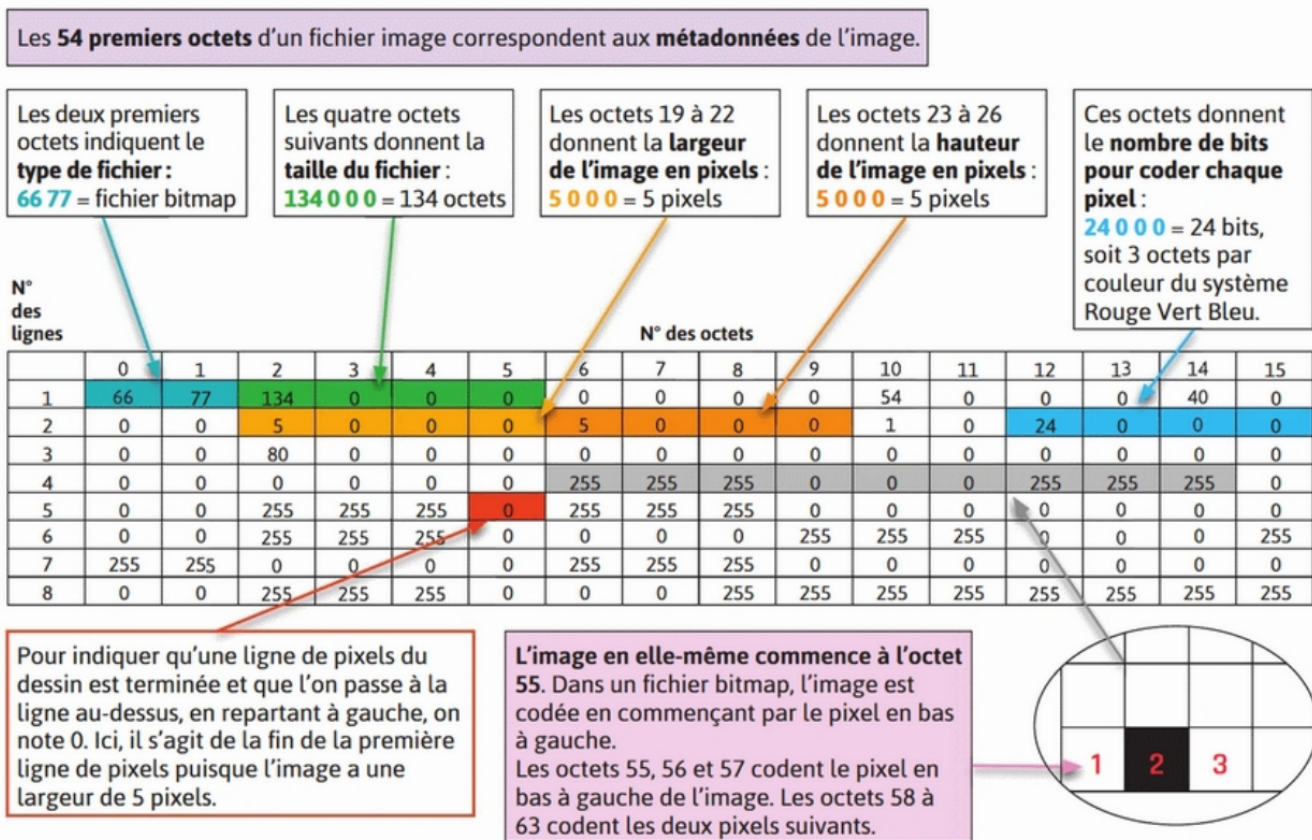 Les 54 premiers octets d'un fichier image correspondent aux métadonnées de l'image.
Les deux premiers
octets indiquent le
type de fichier :
66 77 = fichier bitmap
Les quatre octets
suivants donnent la
taille du fichier :
134 0 0 0 = 134 octets
Les octets 19 à 22
donnent la largeur
de l'image en pixels :
5 0 0 0 = 5 pixels
Les octets 23 à 26
donnent la hauteur
de l'image en pixels :
5 0 0 0 = 5 pixels
Ces octets donnent
le nombre de bits
pour coder chaque
pixel :
24 0 0 0 = 24 bits,
soit 3 octets par
couleur du système
Rouge Vert Bleu.
N°
des
lignes
N° des octets
0 1 2 3 4 5 6 7 8 9 10 11 12 13 14 15
1 66 77 134 0 0 0 0 0 0 0 54 0 0 0 40 0
2 0 0 5 0 0 0 5 0 0 0 1 0 24 0 0 0
3 0 0 80 0 0 0 0 0 0 0 0 0 0 0 0 0
4 0 0 0 0 0 0 255 255 255 0 0 0 255 255 255 0
5 0 0 255 255 255 0 255 255 255 0 0 0 0 0 0 0
6 0 0 255 255 255 0 0 0 0 255 255 255 0 0 0 255
7 255 255 0 0 0 0 255 255 255 0 0 0 0 0 0 0
8 0 0 255 255 255 0 0 0 255 255 255 255 255 255 255 255
Pour indiquer qu'une ligne de pixels du
dessin est terminée et que l'on passe à la
ligne au-dessus, en repartant à gauche, on
note 0. Ici, il s'agit de la fin de la première
ligne de pixels puisque l'image a une
largeur de 5 pixels.
L'image en elle-même commence à l'octet
55. Dans un fichier bitmap, l'image est
codée en commençant par le pixel en bas
à gauche.
Les octets 55, 56 et 57 codent le pixel en
bas à gauche de l'image. Les octets 58 à
63 codent les deux pixels suivants.
1 2 3